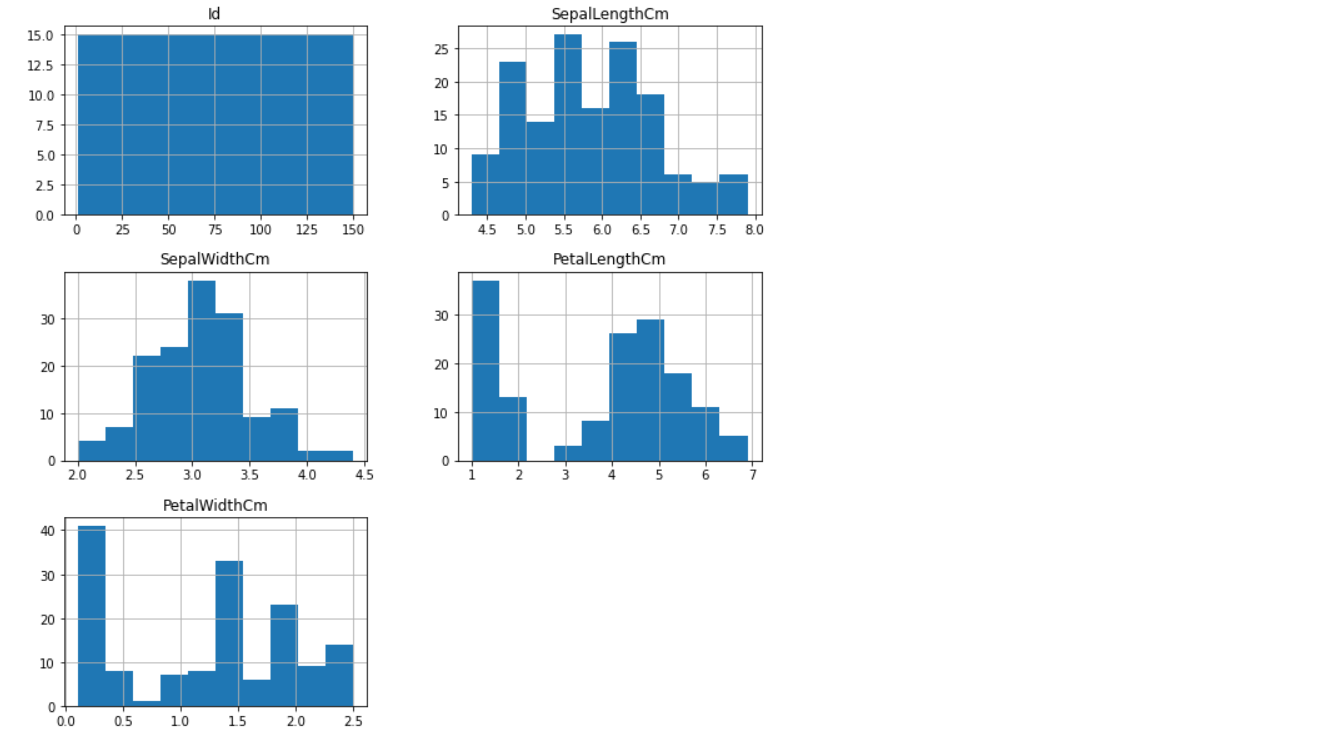 Id
15.0
12.5
10.0
7.5
5.0
2.5
0.0
0 25 50 75 100 125 150
SepalLengthCm
25
20
15
10
5
0
4.5 5.0 5.5 6.0 6.5 7.0 7.5 8.0
SepalWidthCm
30
20
10
0
2.0 2.5 3.0 3.5 4.0 4.5
PetalLengthCm
30
20
10
0
1 2 3 4 5 6 7
PetalWidthCm
40
30
20
10
0
0.0 0.5 1.0 1.5 2.0 2.5